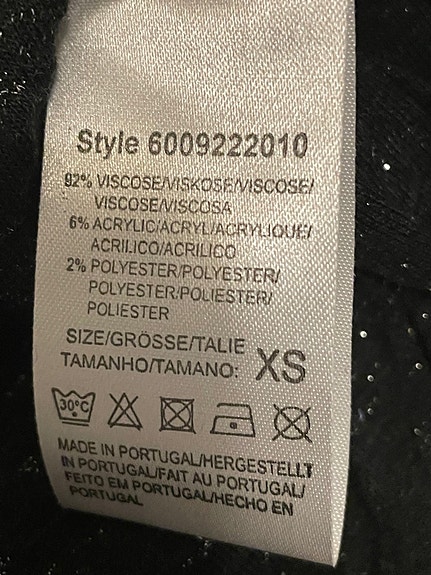 Style 6009222010
92% VISCOSE/VISKOSE/VISCOSE/
VISCOSE/VISCOSA
6% ACRYLIC/ACRYL/ACRYLIQUE/
ACRILICO/ACRILICO
2% POLYESTER/POLYESTER/
POLYESTER/POLIESTER/
POLIESTER
SIZE/GRÖSSE/TALIE
TAMANHO/TAMANO: XS
30°C
MADE IN PORTUGAL/HERGESTELLT
IN PORTUGAL/FAIT AU PORTUGAL/
FEITO EM PORTUGAL/HECHO EN
PORTUGAL